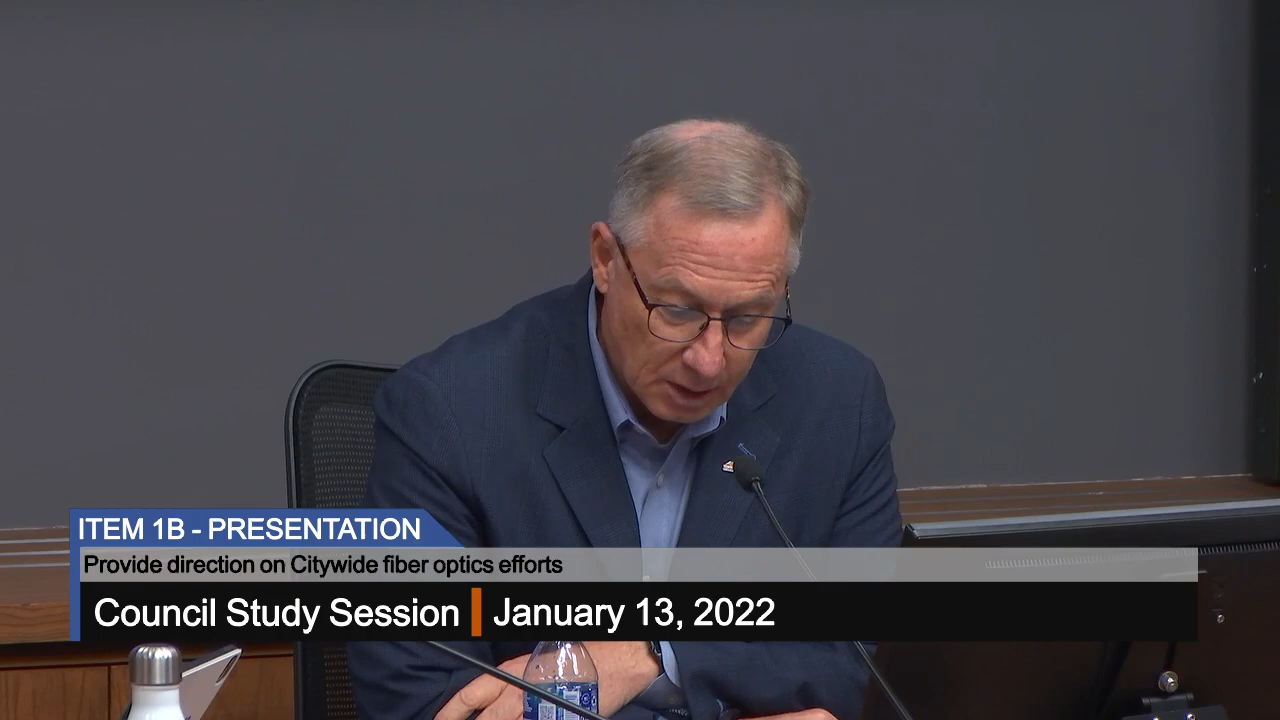 ITEM 1B - PRESENTATION
Provide direction on Citywide fiber optics efforts
Council Study Session
January 13, 2022